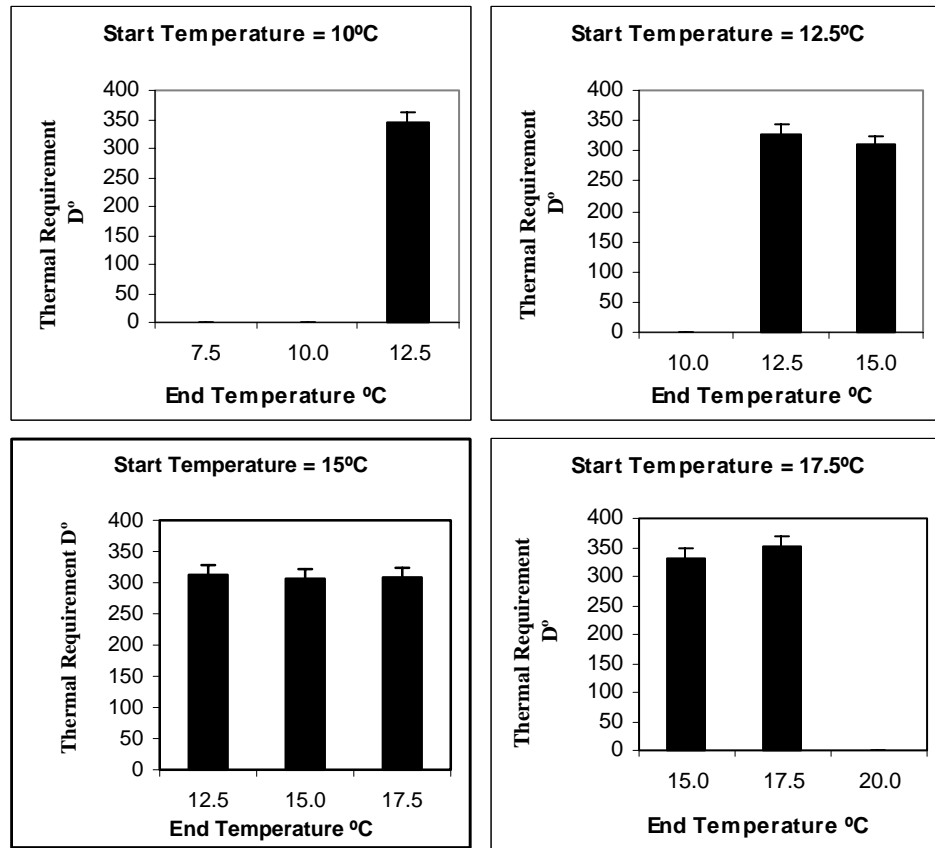 Start Temperature = 10ºC
Thermal Requirement
Dº
400
350
300
250
200
150
100
50
0
7.5 10.0 12.5
End Temperature ºC
Start Temperature = 12.5ºC
Thermal Requirement
Dº
400
350
300
250
200
150
100
50
0
10.0 12.5 15.0
End Temperature ºC
Start Temperature = 15ºC
Thermal Requirement Dº
400
350
300
250
200
150
100
50
0
12.5 15.0 17.5
End Temperature ºC
Start Temperature = 17.5ºC
Thermal Requirement
Dº
400
350
300
250
200
150
100
50
0
15.0 17.5 20.0
End Temperature ºC